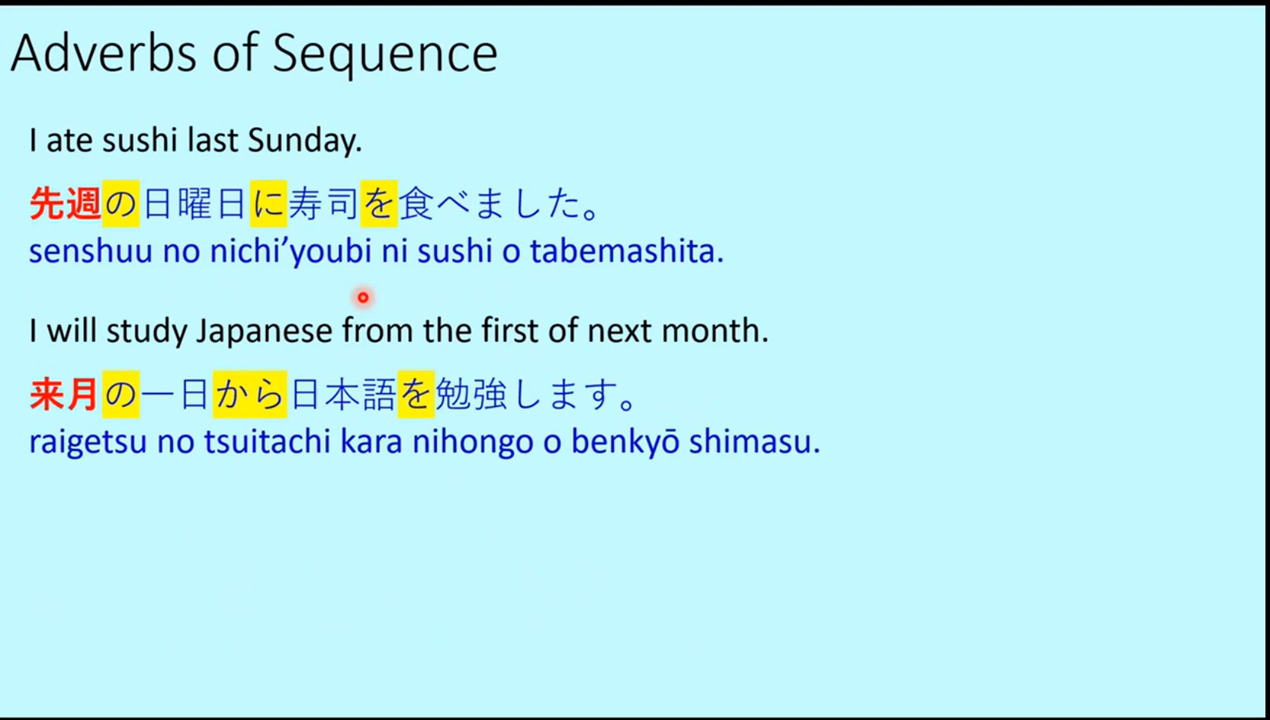 Adverbs of Sequence
I ate sushi last Sunday.
先週の日曜日に寿司を食べました。
senshuu no nichi’youbi ni sushi o tabemashita.
I will study Japanese from the first of next month.
来月の一日から日本語を勉強します。
raigetsu no tsuitachi kara nihongo o benkyō shimasu.